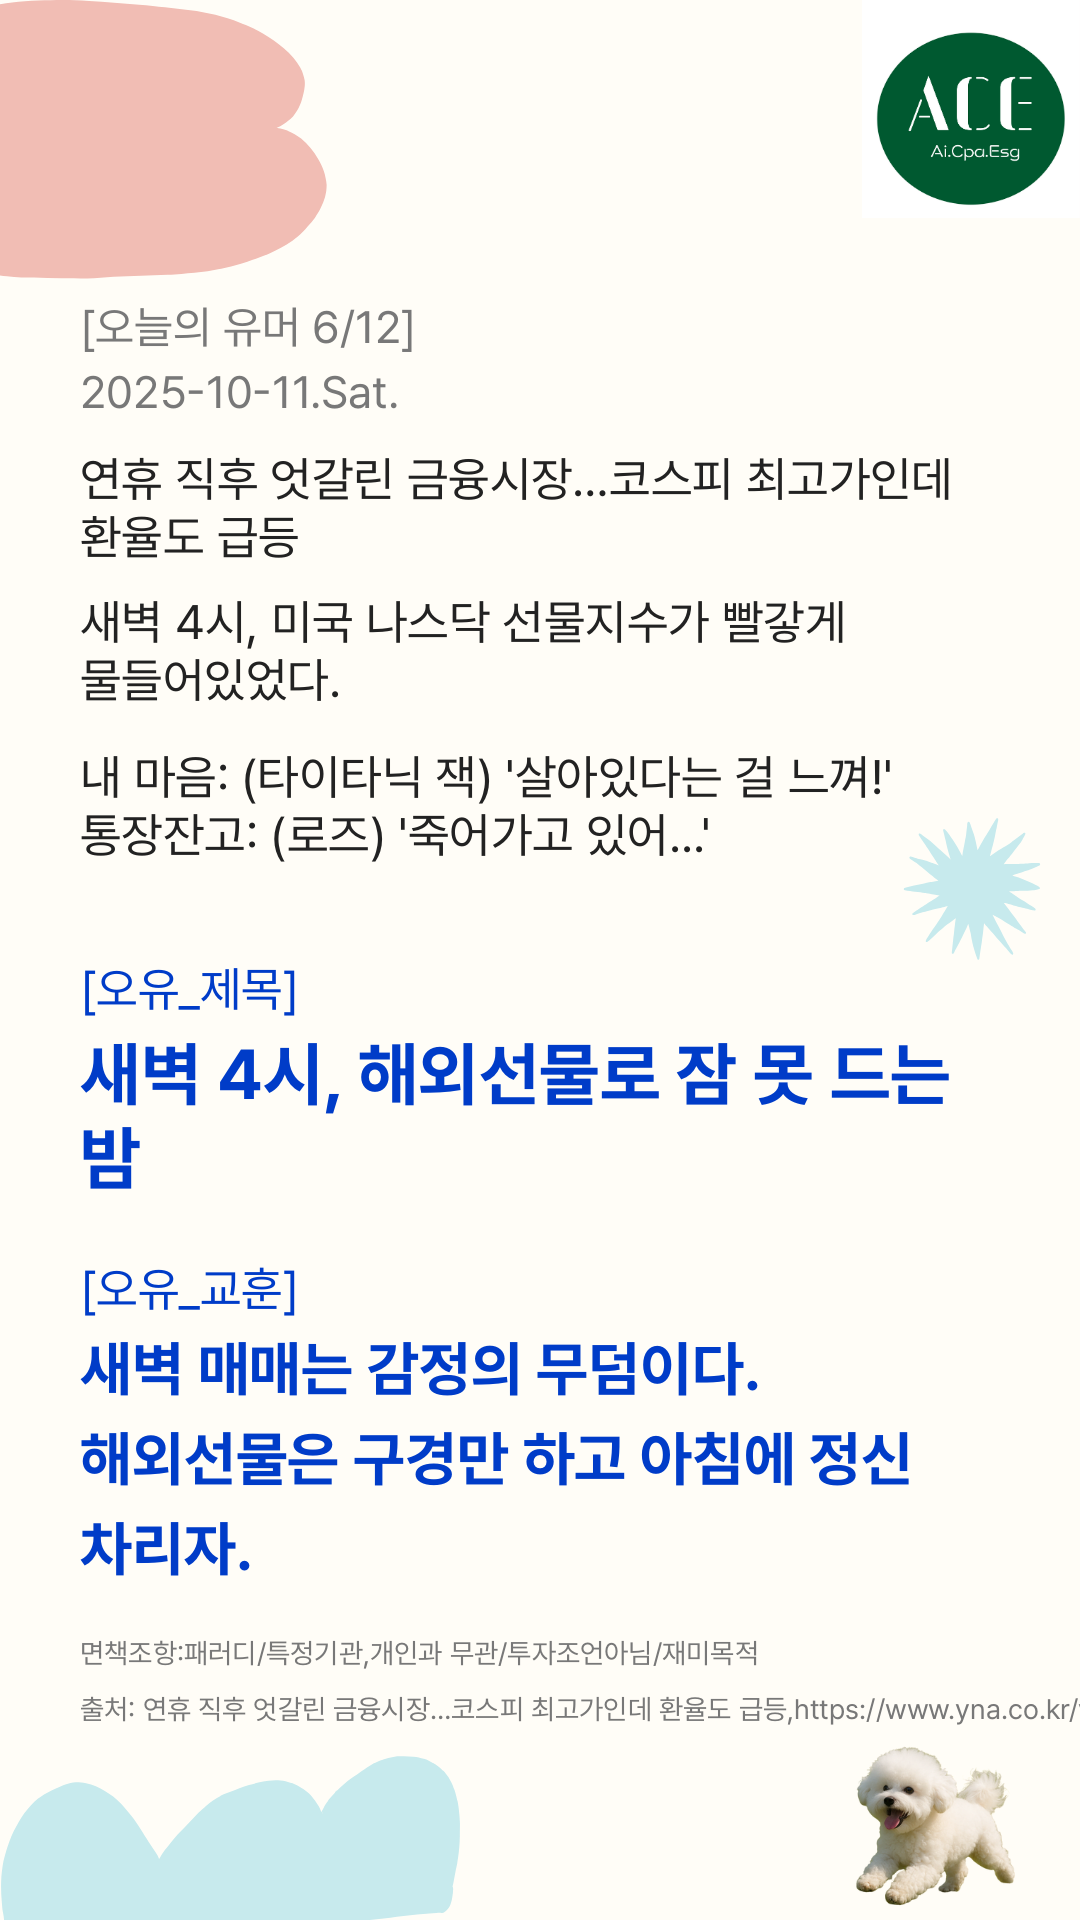 ACE
Ai.Cpa.Esg
[오늘의 유머 6/12]
2025-10-11.Sat.
연휴 직후 엇갈린 금융시장...코스피 최고가인데
환율도 급등
새벽 4시, 미국 나스닥 선물지수가 빨갛게
물들어있었다.
내 마음: (타이타닉 잭) '살아있다는 걸 느껴!'
통장잔고: (로즈) '죽어가고 있어...'
[오유_제목]
새벽 4시, 해외선물로 잠 못 드는
밤
[오유_교훈]
새벽 매매는 감정의 무덤이다.
해외선물은 구경만 하고 아침에 정신
차리자.
면책조항:패러디/특정기관,개인과 무관/투자조언아님/재미목적
출처: 연휴 직후 엇갈린 금융시장...코스피 최고가인데 환율도 급등,https://www.yna.co.kr/